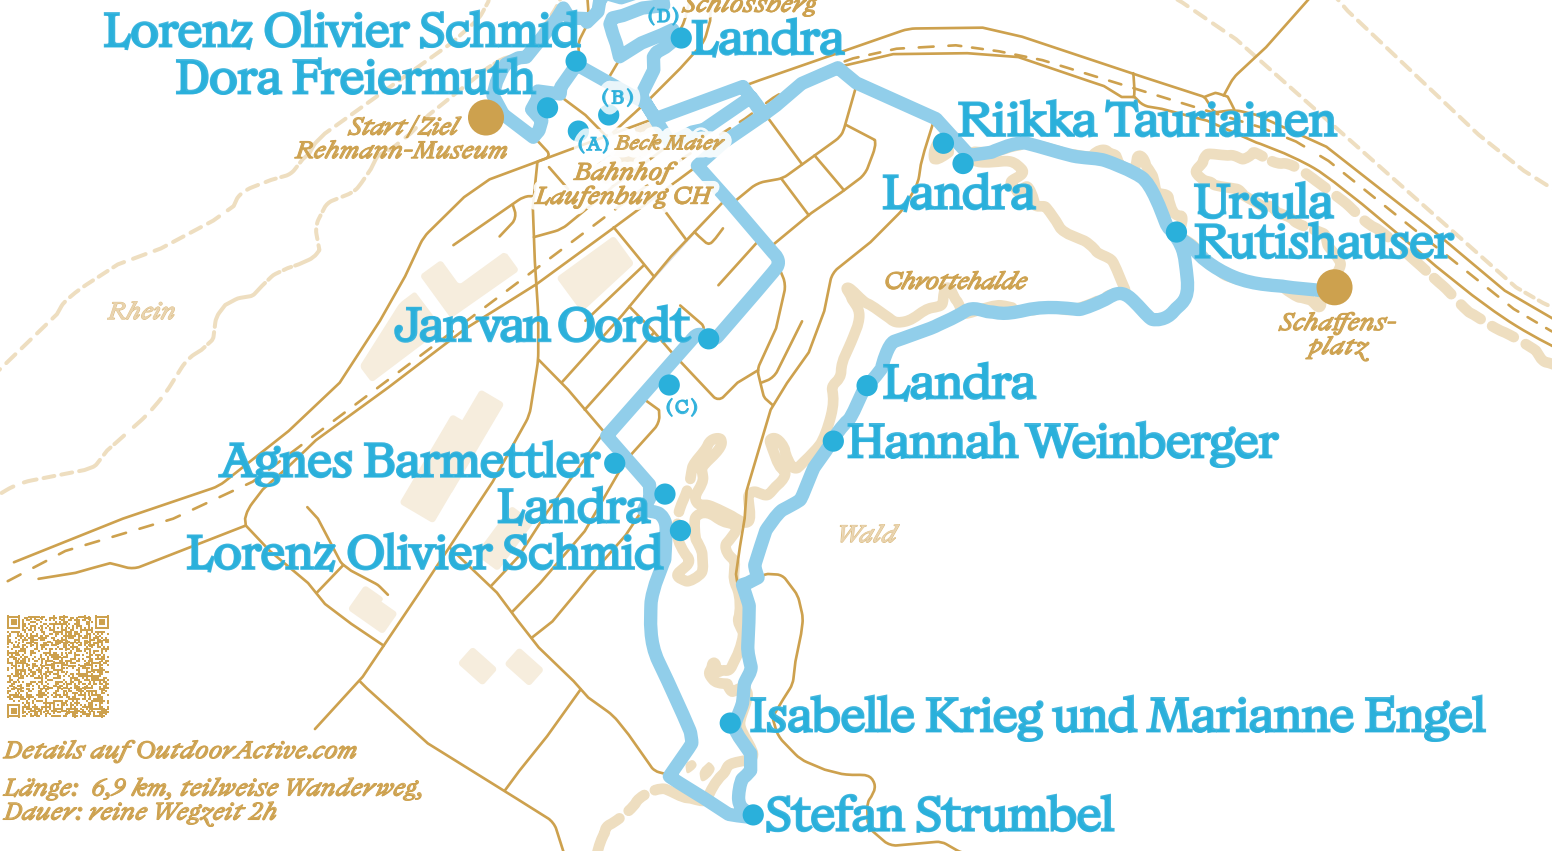 Schlossberg
(D)
Lorenz Olivier Schmid
Landra
Dora Freiermuth
(B)
Start/Ziel
Rehmann-Museum
(A) Beck Maier
Bahnhof
Laufenburg CH
Riikka Tauriainen
Landra
Ursula
Rutishauser
Chrottehalde
Rhein
Jan van Oordt
Schaffens-
platz
Landra
(C)
Hannah Weinberger
Agnes Barmettler
Landra
Wald
Lorenz Olivier Schmid
Isabelle Krieg und Marianne Engel
Details auf OutdoorActive.com
Länge: 6,9 km, teilweise Wanderweg,
Dauer: reine Wegzeit 2h
Stefan Strumbel